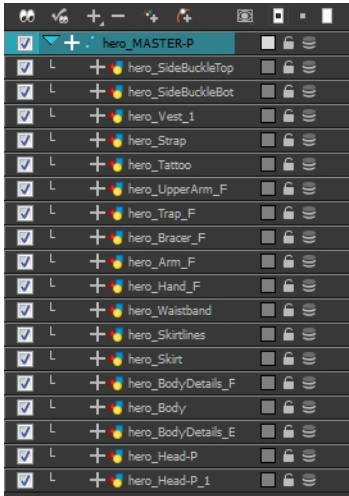 hero_MASTER-P
hero_SideBuckleTop
hero_SideBuckleBot
hero_Vest_1
hero_Strap
hero_Tattoo
hero_UpperArm_F
hero_Trap_F
hero_Bracer_F
hero_Arm_F
hero_Hand_F
hero_Waistband
hero_Skirtlines
hero_Skirt
hero_BodyDetails_F
hero_Body
hero_BodyDetails_E
hero_Head-P
hero_Head-P_1